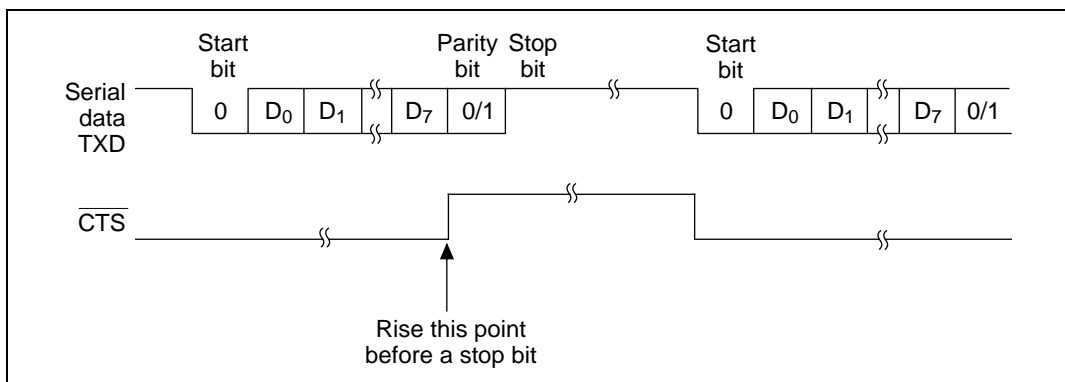 Start
bit
Parity
bit
Stop
bit
Start
bit
Serial
data
TXD
0 D0 D1 D7 0/1 0 D0 D1 D7 0/1
CTS
Rise this point
before a stop bit